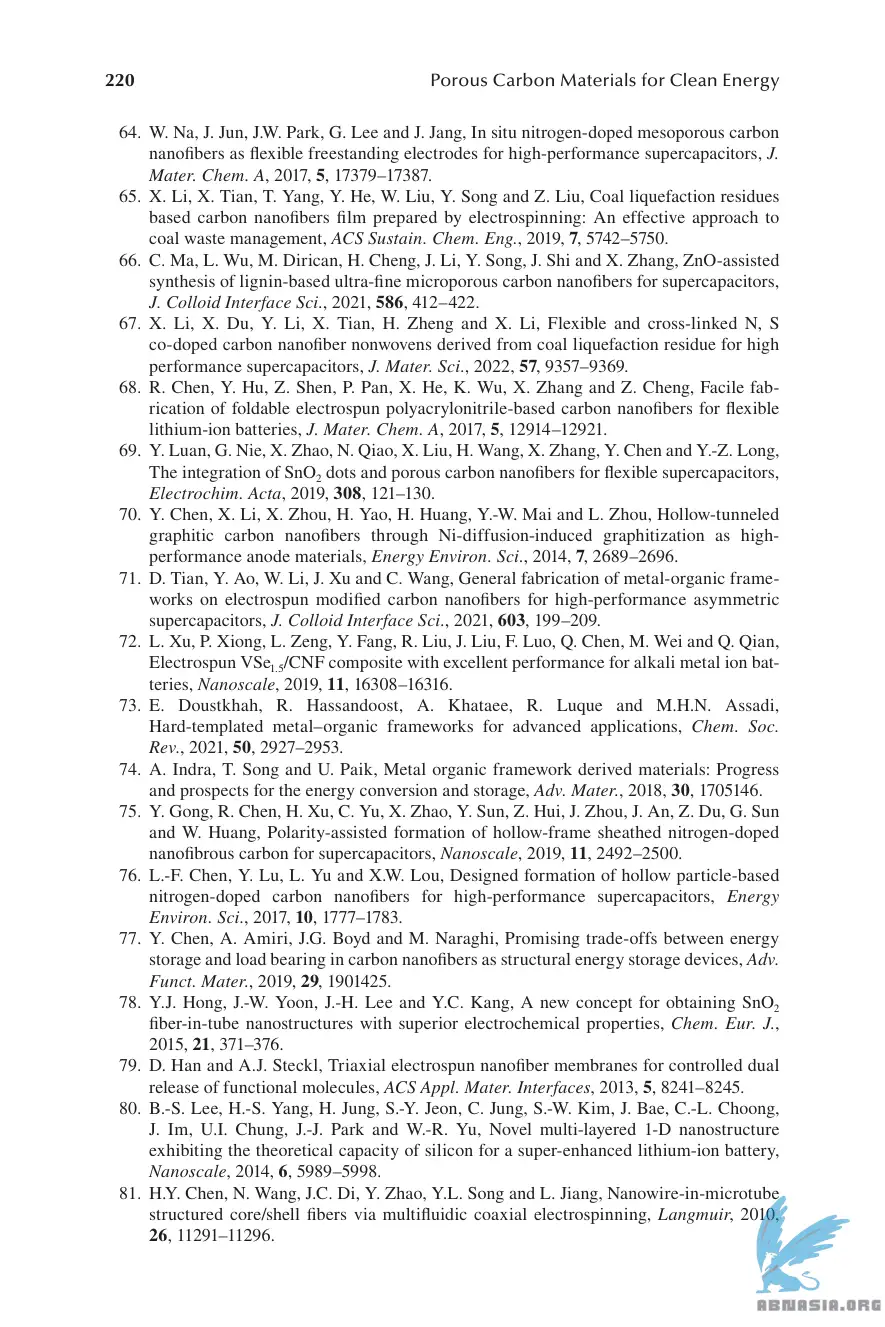 220 Porous Carbon Materials for Clean Energy
64. W. Na, J. Jun, J.W. Park, G. Lee and J. Jang, In situ nitrogen-doped mesoporous carbon
nanofibers as flexible freestanding electrodes for high-performance supercapacitors, J.
Mater. Chem. A, 2017, 5, 17379–17387.
65. X. Li, X. Tian, T. Yang, Y. He, W. Liu, Y. Song and Z. Liu, Coal liquefaction residues
based carbon nanofibers film prepared by electrospinning: An effective approach to
coal waste management, ACS Sustain. Chem. Eng., 2019, 7, 5742–5750.
66. C. Ma, L. Wu, M. Dirican, H. Cheng, J. Li, Y. Song, J. Shi and X. Zhang, ZnO-assisted
synthesis of lignin-based ultra-fine microporous carbon nanofibers for supercapacitors,
J. Colloid Interface Sci., 2021, 586, 412–422.
67. X. Li, X. Du, Y. Li, X. Tian, H. Zheng and X. Li, Flexible and cross-linked N, S
co-doped carbon nanofiber nonwovens derived from coal liquefaction residue for high
performance supercapacitors, J. Mater. Sci., 2022, 57, 9357–9369.
68. R. Chen, Y. Hu, Z. Shen, P. Pan, X. He, K. Wu, X. Zhang and Z. Cheng, Facile fab-
rication of foldable electrospun polyacrylonitrile-based carbon nanofibers for flexible
lithium-ion batteries, J. Mater. Chem. A, 2017, 5, 12914–12921.
69. Y. Luan, G. Nie, X. Zhao, N. Qiao, X. Liu, H. Wang, X. Zhang, Y. Chen and Y.-Z. Long,
The integration of SnO2 dots and porous carbon nanofibers for flexible supercapacitors,
Electrochim. Acta, 2019, 308, 121–130.
70. Y. Chen, X. Li, X. Zhou, H. Yao, H. Huang, Y.-W. Mai and L. Zhou, Hollow-tunneled
graphitic carbon nanofibers through Ni-diffusion-induced graphitization as high-
performance anode materials, Energy Environ. Sci., 2014, 7, 2689–2696.
71. D. Tian, Y. Ao, W. Li, J. Xu and C. Wang, General fabrication of metal-organic frame-
works on electrospun modified carbon nanofibers for high-performance asymmetric
supercapacitors, J. Colloid Interface Sci., 2021, 603, 199–209.
72. L. Xu, P. Xiong, L. Zeng, Y. Fang, R. Liu, J. Liu, F. Luo, Q. Chen, M. Wei and Q. Qian,
Electrospun VSe1.5/CNF composite with excellent performance for alkali metal ion bat-
teries, Nanoscale, 2019, 11, 16308–16316.
73. E. Doustkhah, R. Hassandoost, A. Khataee, R. Luque and M.H.N. Assadi,
Hard-templated metal–organic frameworks for advanced applications, Chem. Soc.
Rev., 2021, 50, 2927–2953.
74. A. Indra, T. Song and U. Paik, Metal organic framework derived materials: Progress
and prospects for the energy conversion and storage, Adv. Mater., 2018, 30, 1705146.
75. Y. Gong, R. Chen, H. Xu, C. Yu, X. Zhao, Y. Sun, Z. Hui, J. Zhou, J. An, Z. Du, G. Sun
and W. Huang, Polarity-assisted formation of hollow-frame sheathed nitrogen-doped
nanofibrous carbon for supercapacitors, Nanoscale, 2019, 11, 2492–2500.
76. L.-F. Chen, Y. Lu, L. Yu and X.W. Lou, Designed formation of hollow particle-based
nitrogen-doped carbon nanofibers for high-performance supercapacitors, Energy
Environ. Sci., 2017, 10, 1777–1783.
77. Y. Chen, A. Amiri, J.G. Boyd and M. Naraghi, Promising trade-offs between energy
storage and load bearing in carbon nanofibers as structural energy storage devices, Adv.
Funct. Mater., 2019, 29, 1901425.
78. Y.J. Hong, J.-W. Yoon, J.-H. Lee and Y.C. Kang, A new concept for obtaining SnO2
fiber-in-tube nanostructures with superior electrochemical properties, Chem. Eur. J.,
2015, 21, 371–376.
79. D. Han and A.J. Steckl, Triaxial electrospun nanofiber membranes for controlled dual
release of functional molecules, ACS Appl. Mater. Interfaces, 2013, 5, 8241–8245.
80. B.-S. Lee, H.-S. Yang, H. Jung, S.-Y. Jeon, C. Jung, S.-W. Kim, J. Bae, C.-L. Choong,
J. Im, U.I. Chung, J.-J. Park and W.-R. Yu, Novel multi-layered 1-D nanostructure
exhibiting the theoretical capacity of silicon for a super-enhanced lithium-ion battery,
Nanoscale, 2014, 6, 5989–5998.
81. H.Y. Chen, N. Wang, J.C. Di, Y. Zhao, Y.L. Song and L. Jiang, Nanowire-in-microtube
structured core/shell fibers via multifluidic coaxial electrospinning, Langmuir, 2010,
26, 11291–11296.
ABNASIA.ORG